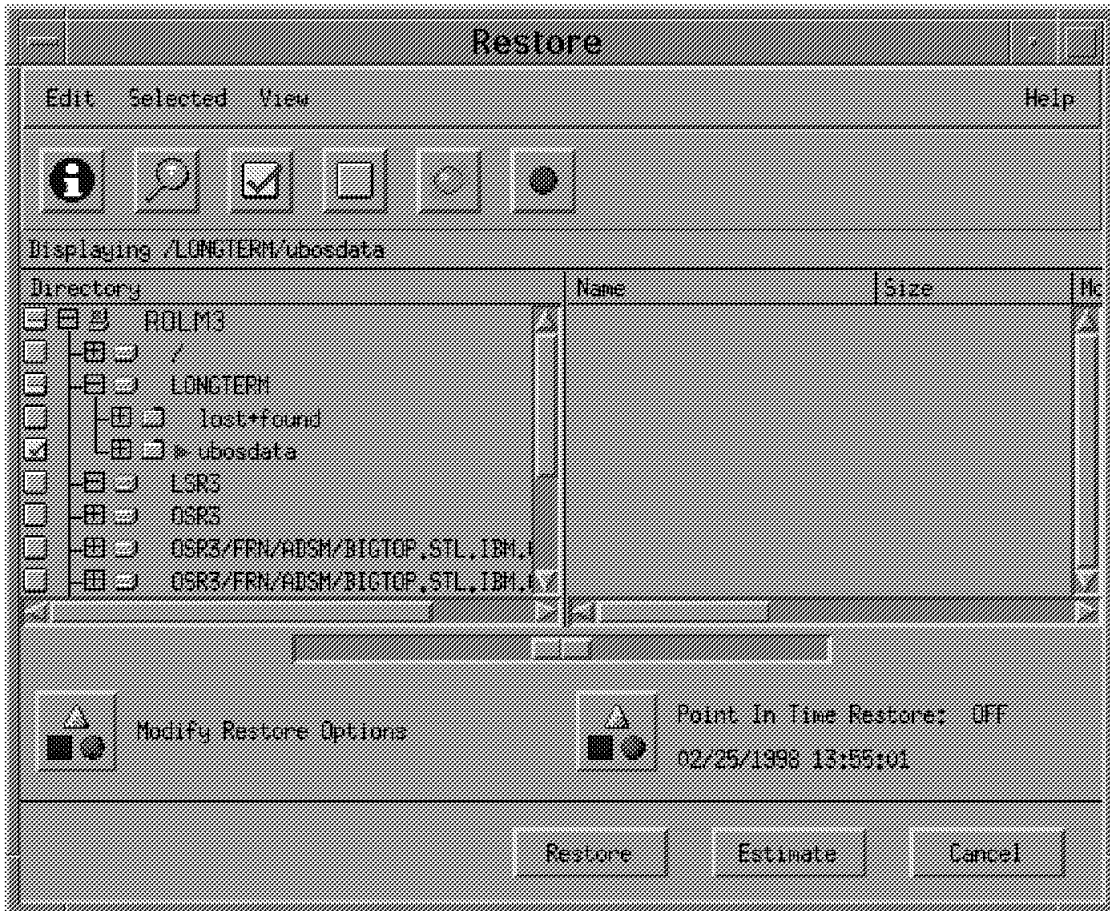 Restore
Edit Selected View Help
Displaying /LONGTERM/ubosdata
Directory Name Size Mo
ROLM3
/
LONGTERM
lost+found
ubosdata
LSR3
OSR3
OSR3/FRN/ADSM/BIGTOP.STL.IBM.
OSR3/FRN/ADSM/BIGTOP.STL.IBM.
Modify Restore Options
Point In Time Restore: OFF
02/25/1998 13:55:01
Restore Estimate Cancel